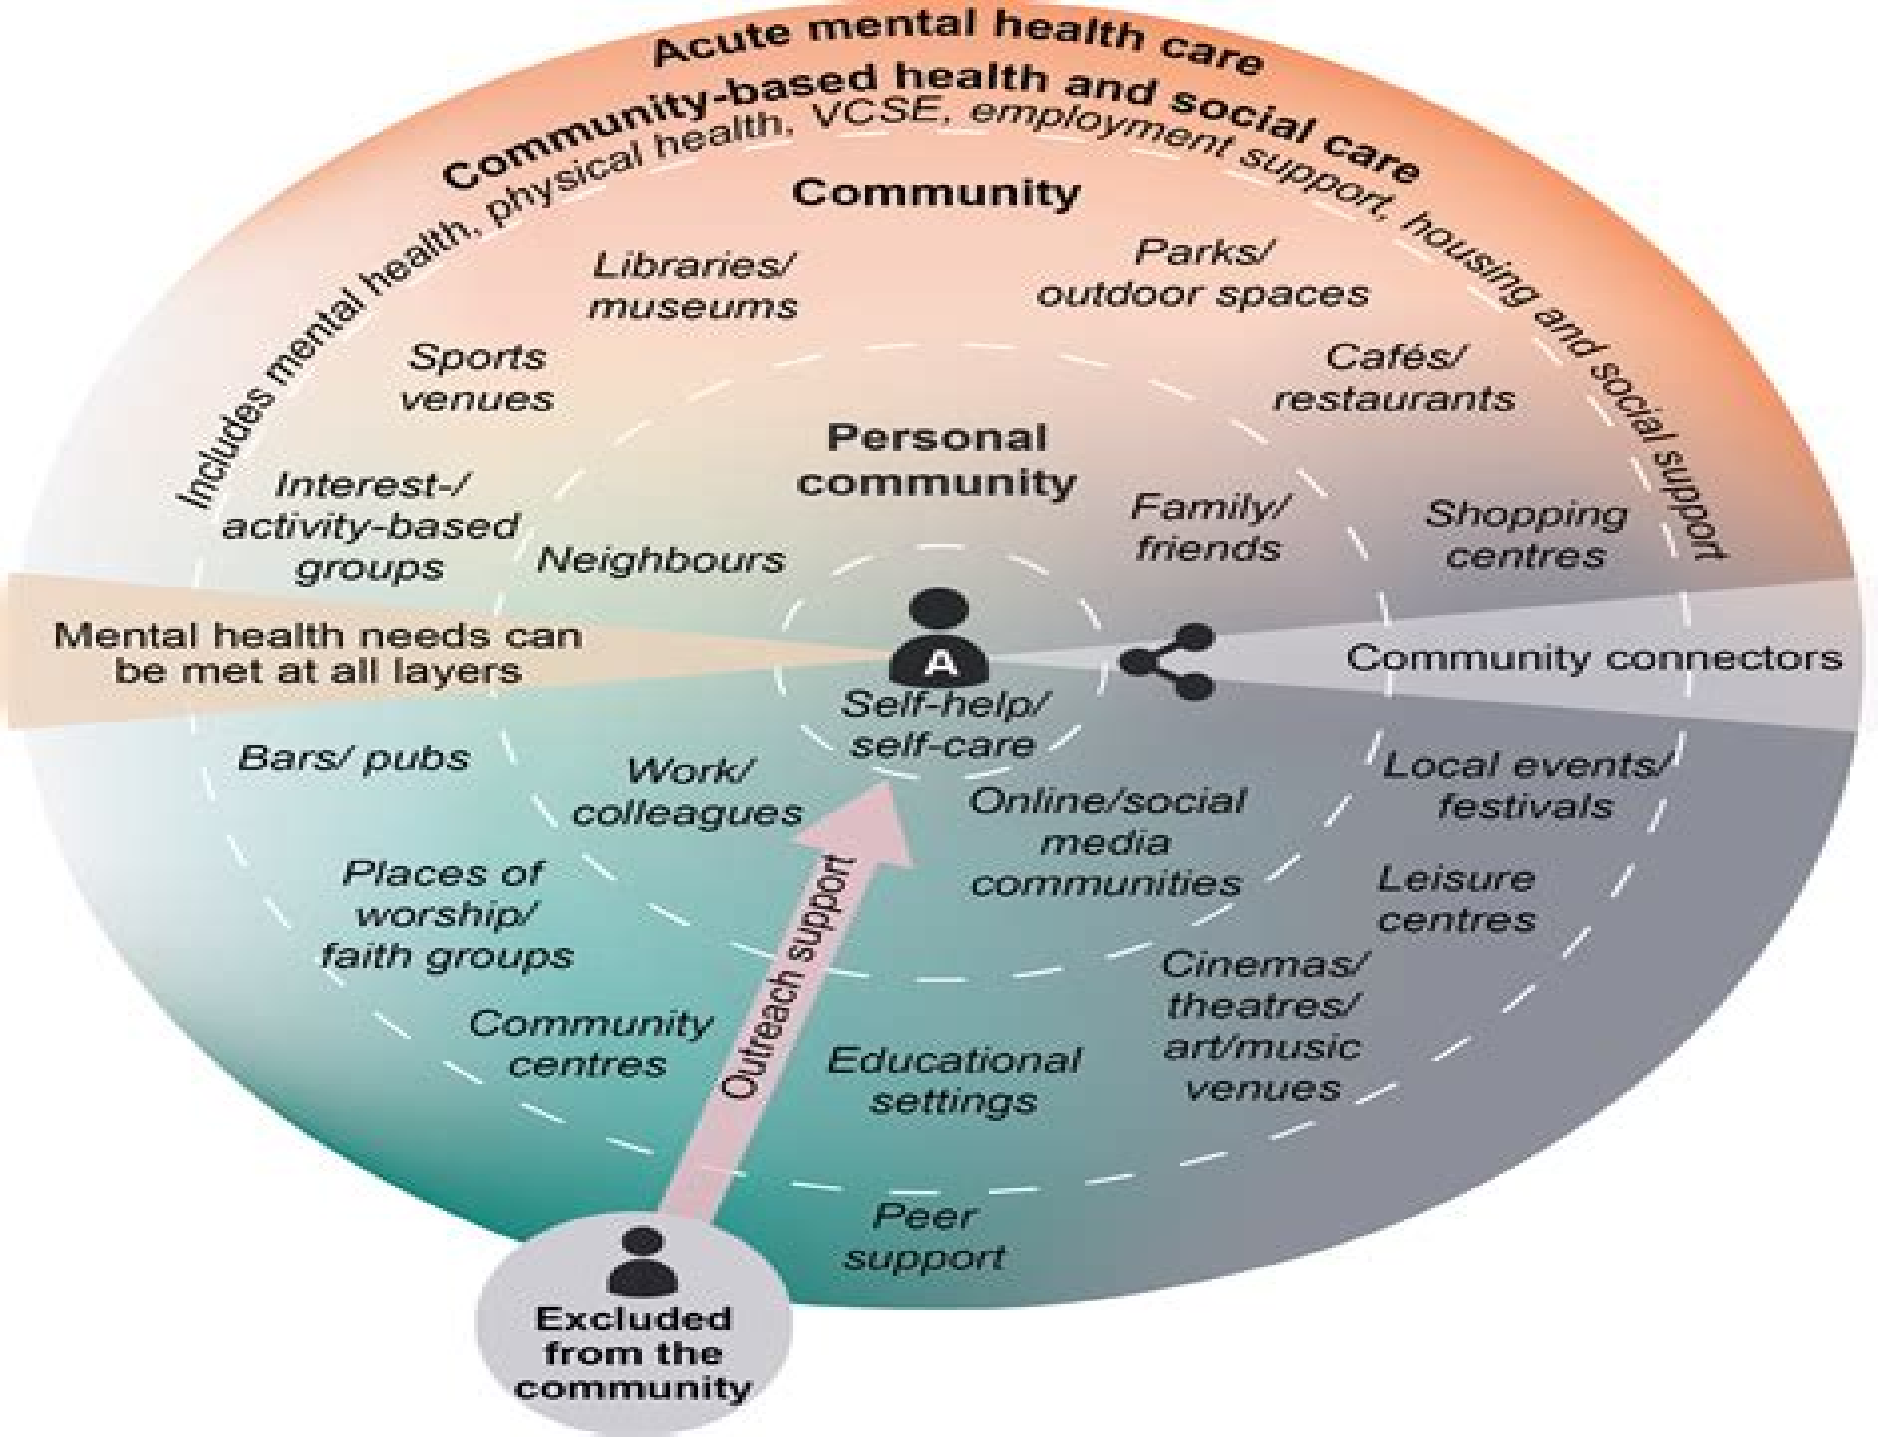 Acute mental health care
Community-based health and social care
Includes mental health, physical health, VCSE, employment support, housing and social support
Community
Libraries/
museums
Parks/
outdoor spaces
Sports
venues
Cafés/
restaurants
Personal
community
Interest-/
activity-based
groups
Neighbours
Family/
friends
Shopping
centres
Mental health needs can
be met at all layers
A
Community connectors
Self-help/
self-care
Bars/ pubs
Work/
colleagues
Online/social
media
communities
Local events/
festivals
Places of
worship/
faith groups
Leisure
centres
Outreach support
Cinemas/
theatres/
art/music
venues
Community
centres
Educational
settings
Peer
support
Excluded
from the
community